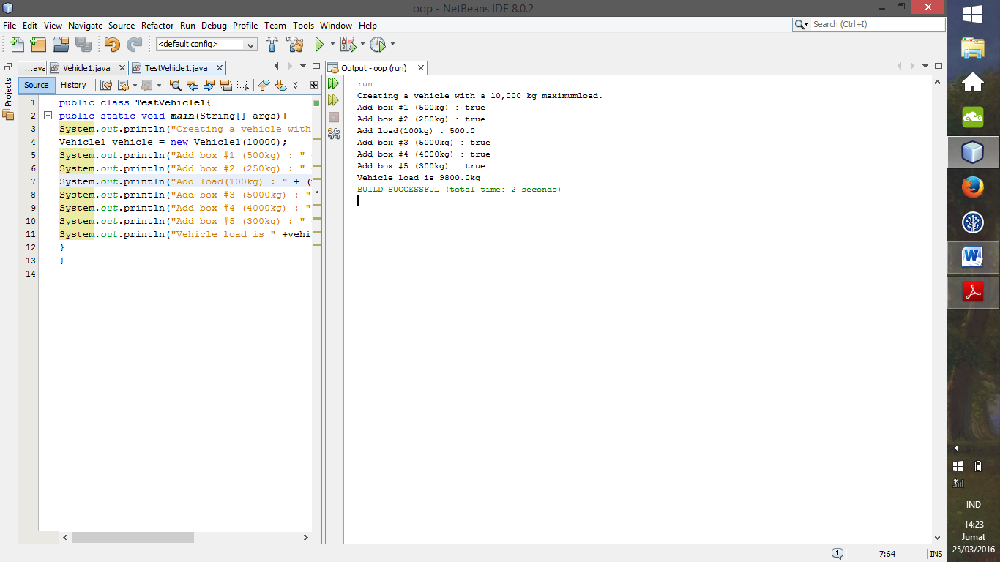 oop - NetBeans IDE 8.0.2
File Edit View Navigate Source Refactor Run Debug Profile Team Tools Window Help
Search (Ctrl+I)
<default config>
...ava
Vehicle1.java
TestVehicle1.java
Projects
Source History
1 public class TestVehicle1{
2 public static void main(String[] args){
3 System.out.println("Creating a vehicle with
4 Vehicle1 vehicle = new Vehicle1(10000);
5 System.out.println("Add box #1 (500kg) : "
6 System.out.println("Add box #2 (250kg) : "
7 System.out.println("Add load(100kg) : " + (
8 System.out.println("Add box #3 (5000kg) : "
9 System.out.println("Add box #4 (4000kg) : "
10 System.out.println("Add box #5 (300kg) : "
11 System.out.println("Vehicle load is " +vehi
12 }
13 }
14
Output - oop (run)
run:
Creating a vehicle with a 10,000 kg maximumload.
Add box #1 (500kg) : true
Add box #2 (250kg) : true
Add load(100kg) : 500.0
Add box #3 (5000kg) : true
Add box #4 (4000kg) : true
Add box #5 (300kg) : true
Vehicle load is 9800.0kg
BUILD SUCCESSFUL (total time: 2 seconds)
1
7:64
INS
IND
14:23
Jumat
25/03/2016